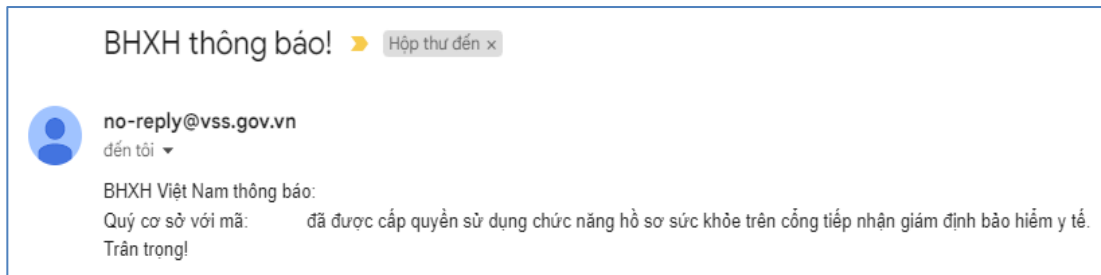 BHXH thông báo! Hộp thư đến ×
no-reply@vss.gov.vn
đến tôi
BHXH Việt Nam thông báo:
Quý cơ sở với mã: đã được cấp quyền sử dụng chức năng hồ sơ sức khỏe trên cổng tiếp nhận giám định bảo hiểm y tế.
Trân trọng!